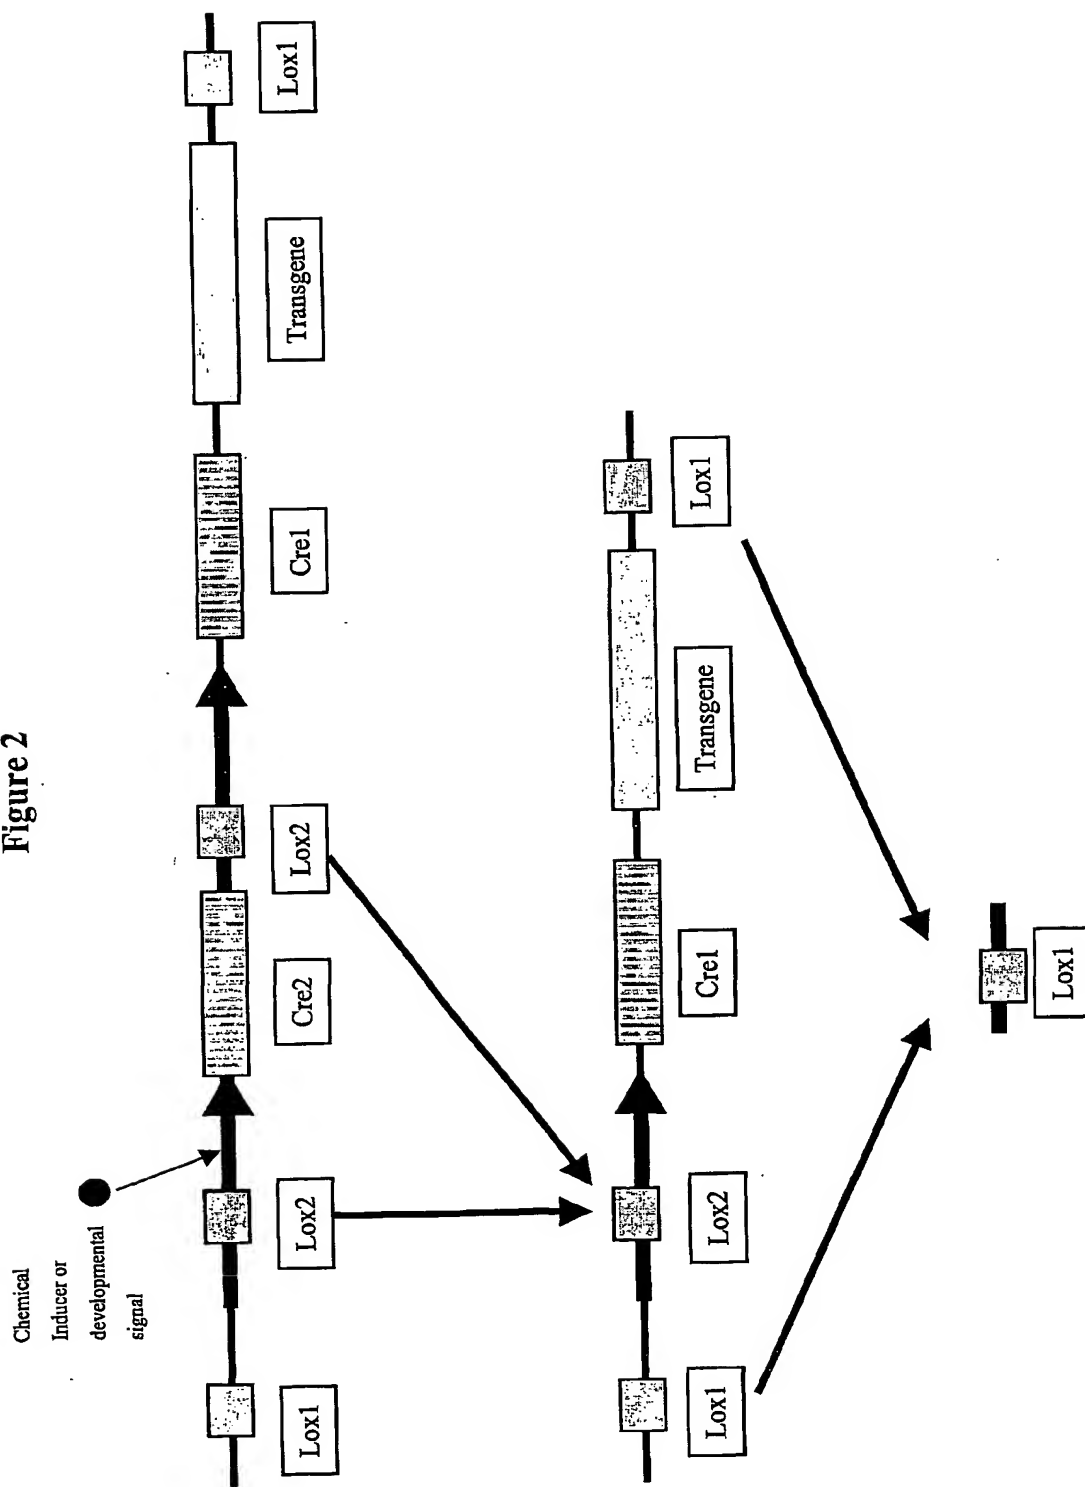 Figure 2
Chemical
Inducer or
developmental
signal
Lox1
Lox2
Cre2
Lox2
Cre1
Transgene
Lox1
Lox1
Lox2
Cre1
Transgene
Lox1
Lox1